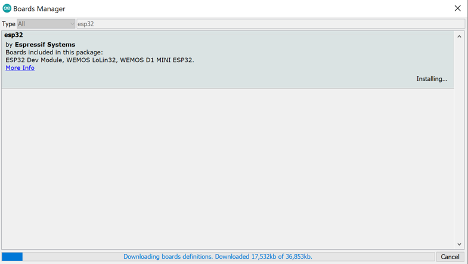 Boards Manager
Type All esp32
esp32
by Espressif Systems
Boards included in this package:
ESP32 Dev Module, WEMOS LoLin32, WEMOS D1 MINI ESP32.
More Info
Installing...
Downloading boards definitions. Downloaded 17,532kb of 36,853kb.
Cancel